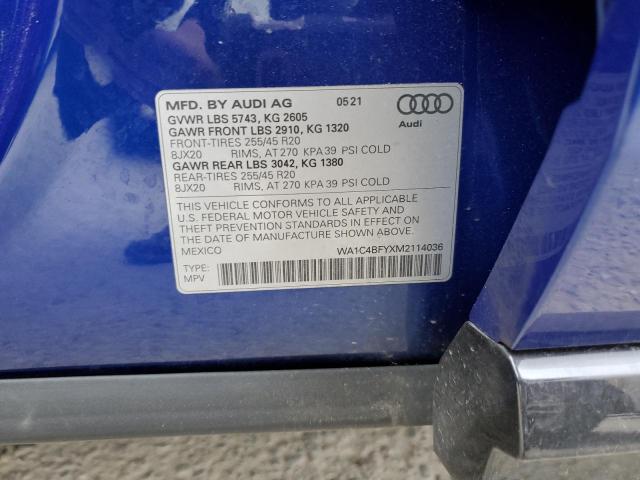 MFD. BY AUDI AG 05 21
GVWR LBS 5743, KG 2605
GAWR FRONT LBS 2910, KG 1320
FRONT-TIRES 255/45 R20
8JX20 RIMS, AT 270 KPA 39 PSI COLD
GAWR REAR LBS 3042, KG 1380
REAR-TIRES 255/45 R20
8JX20 RIMS, AT 270 KPA 39 PSI COLD
Audi
THIS VEHICLE CONFORMS TO ALL APPLICABLE
U.S. FEDERAL MOTOR VEHICLE SAFETY AND
THEFT PREVENTION STANDARDS IN EFFECT ON
THE DATE OF MANUFACTURE SHOWN ABOVE.
MEXICO WA1C4BFYXM2114036
TYPE:
MPV